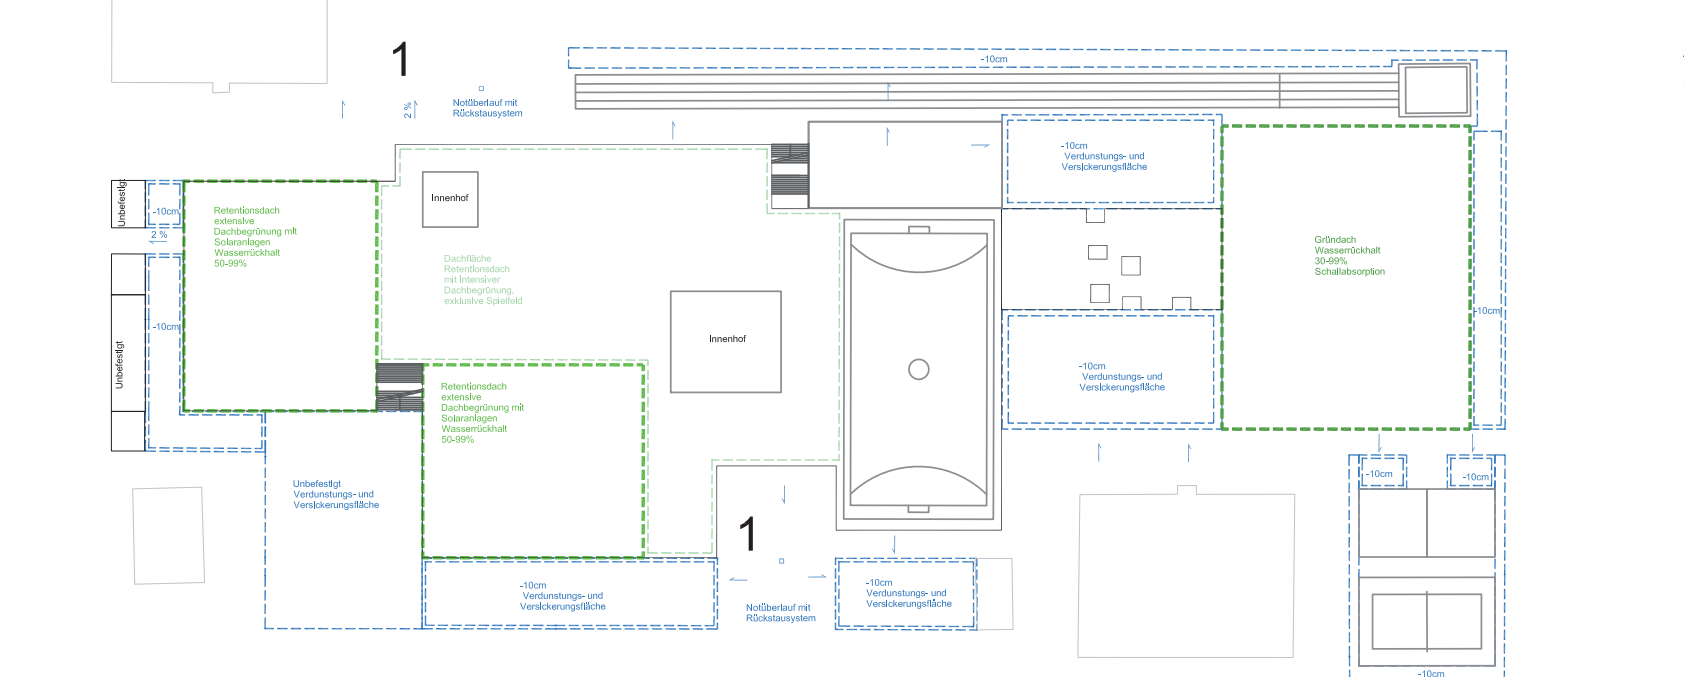 1
-10cm
2 %
Notüberlauf mit
Rückstausystem
-10cm
Verdunstungs- und
Versickerungsfläche
Unbefestigt
-10cm
2 %
Innenhof
Retentionsdach
extensive
Dachbegrünung mit
Solaranlagen
Wasserrückhalt
50-99%
Dachfläche
Retentionsdach
mit Intensiver
Dachbegrünung,
exklusive Spielfeld
Gründach
Wasserrückhalt
30-99%
Schallabsorption
-10cm
-10cm
Unbefestigt
Innenhof
-10cm
Verdunstungs- und
Versickerungsfläche
Retentionsdach
extensive
Dachbegrünung mit
Solaranlagen
Wasserrückhalt
50-99%
Unbefestigt
Verdunstungs- und
Versickerungsfläche
-10cm
-10cm
1
-10cm
Verdunstungs- und
Versickerungsfläche
-10cm
Verdunstungs- und
Versickerungsfläche
Notüberlauf mit
Rückstausystem
-10cm